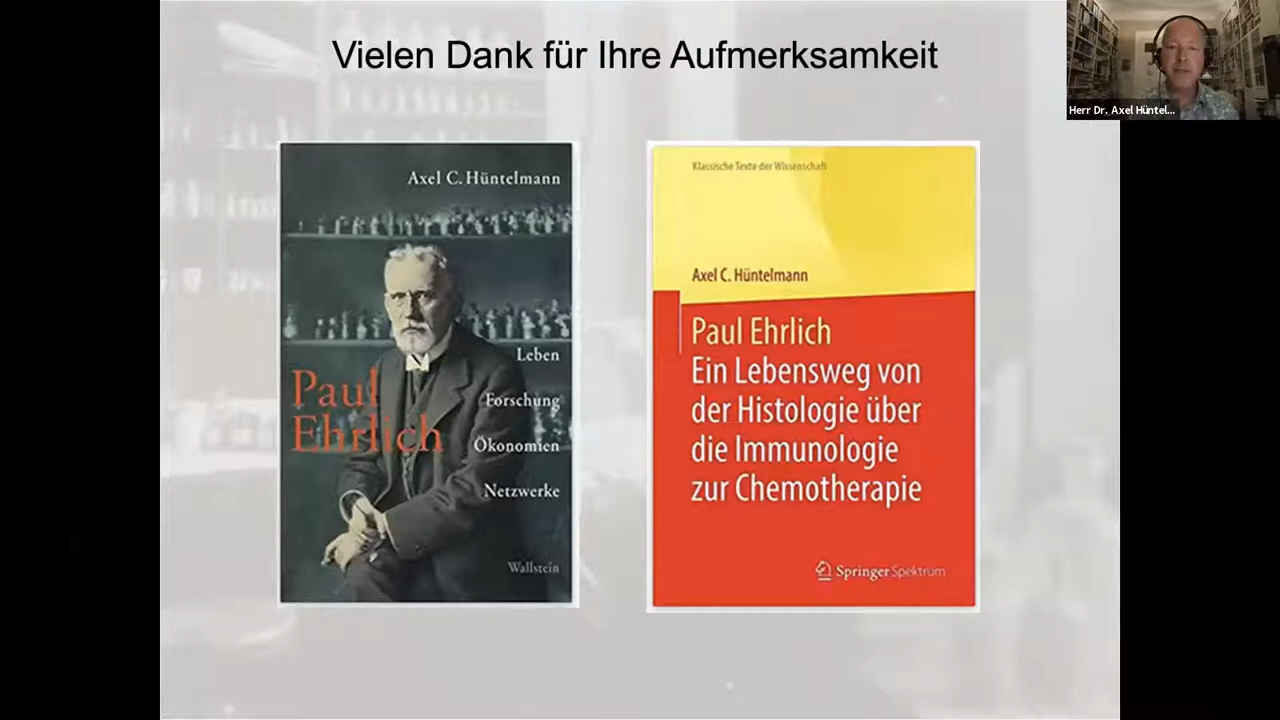 Vielen Dank für Ihre Aufmerksamkeit
Herr Dr. Axel Hüntel...
Axel C. Hüntelmann
Paul
Ehrlich
Leben
Forschung
Ökonomien
Netzwerke
Wallstein
Klassische Texte der Wissenschaft
Axel C. Hüntelmann
Paul Ehrlich
Ein Lebensweg von
der Histologie über
die Immunologie
zur Chemotherapie
Springer Spektrum